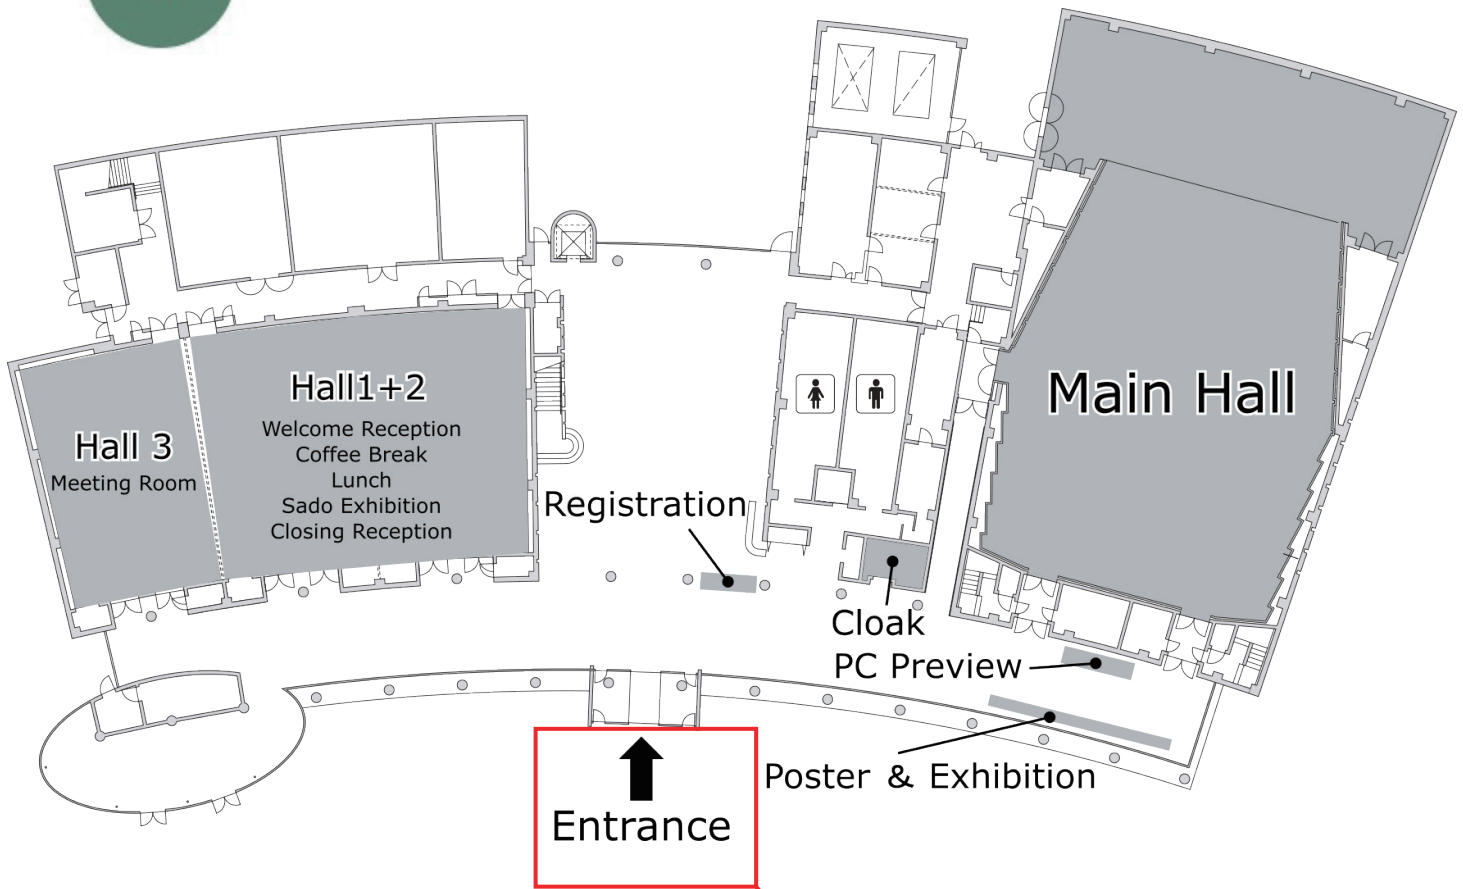 Main Hall
Hall1+2
Welcome Reception
Coffee Break
Lunch
Sado Exhibition
Closing Reception
Hall 3
Meeting Room
Registration
Cloak
PC Preview
Poster & Exhibition
Entrance